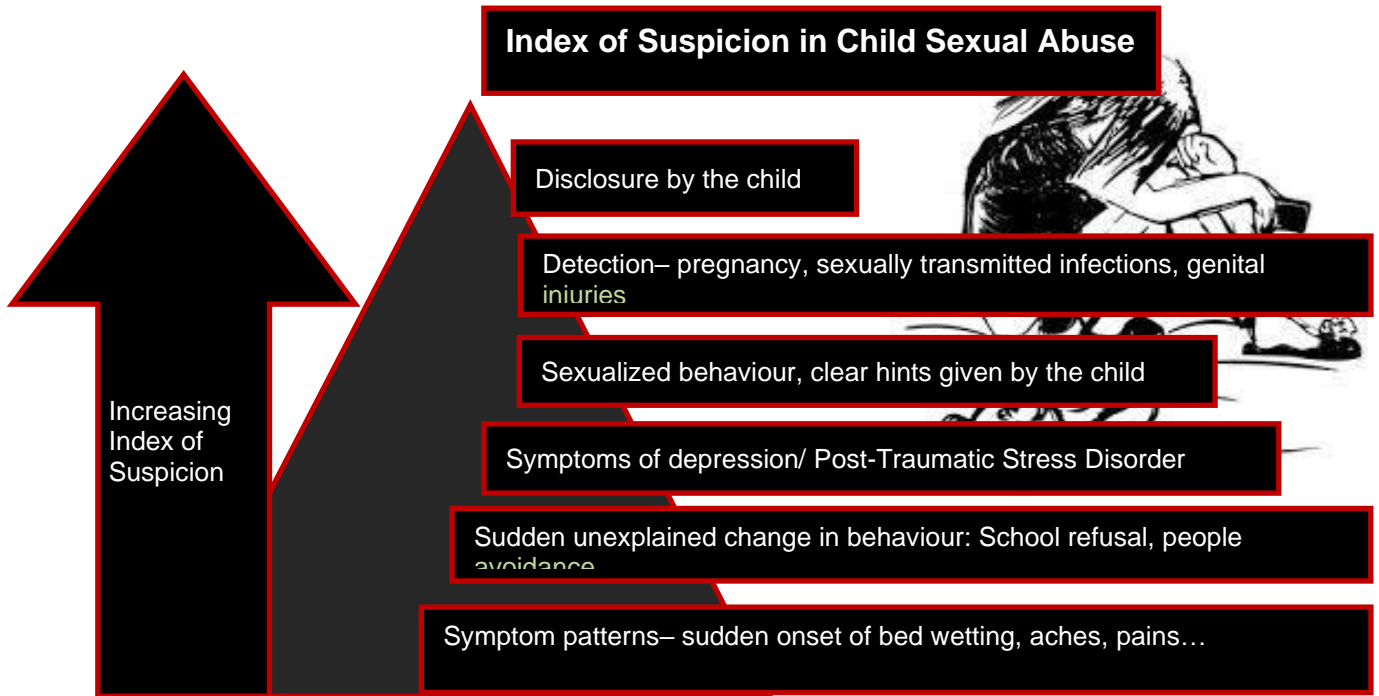 Index of Suspicion in Child Sexual Abuse
Disclosure by the child
Detection– pregnancy, sexually transmitted infections, genital
injuries
Sexualized behaviour, clear hints given by the child
Increasing
Index of
Suspicion
Symptoms of depression/ Post-Traumatic Stress Disorder
Sudden unexplained change in behaviour: School refusal, people
avoidance
Symptom patterns– sudden onset of bed wetting, aches, pains…